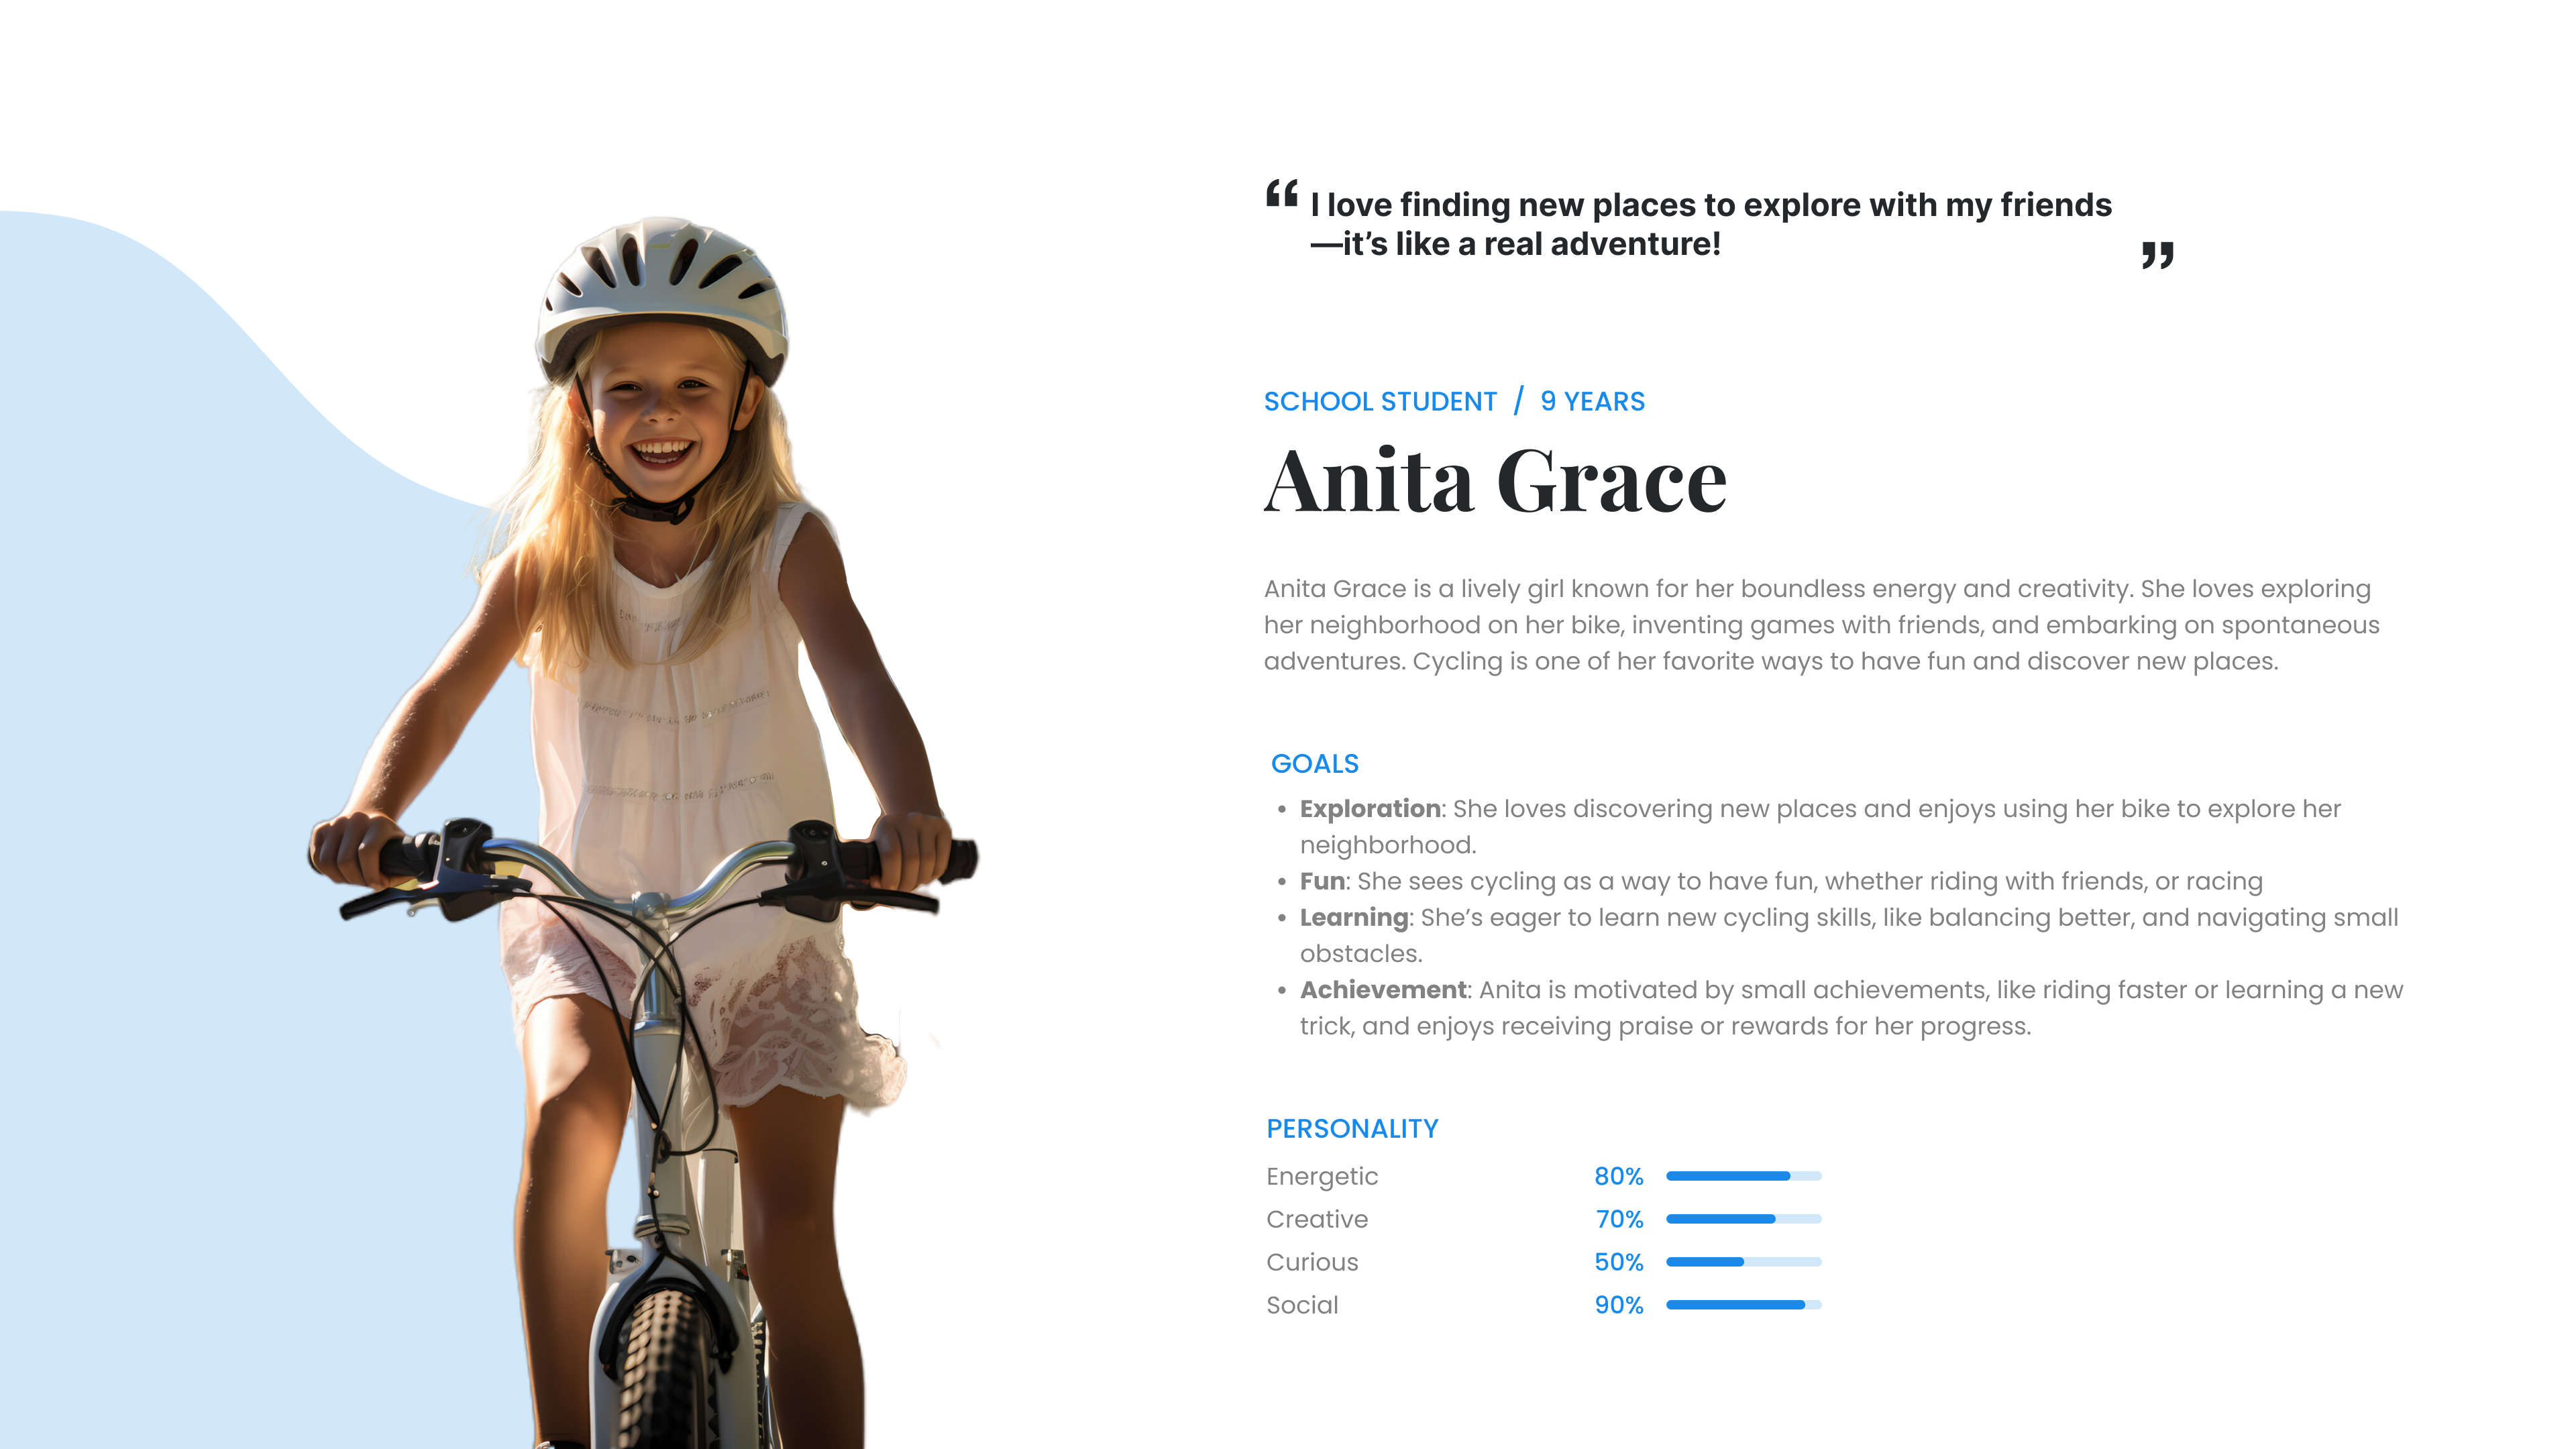 “ I love finding new places to explore with my friends
—it’s like a real adventure! ”
SCHOOL STUDENT / 9 YEARS
Anita Grace
Anita Grace is a lively girl known for her boundless energy and creativity. She loves exploring
her neighborhood on her bike, inventing games with friends, and embarking on spontaneous
adventures. Cycling is one of her favorite ways to have fun and discover new places.
GOALS
• Exploration: She loves discovering new places and enjoys using her bike to explore her
neighborhood.
• Fun: She sees cycling as a way to have fun, whether riding with friends, or racing
• Learning: She’s eager to learn new cycling skills, like balancing better, and navigating small
obstacles.
• Achievement: Anita is motivated by small achievements, like riding faster or learning a new
trick, and enjoys receiving praise or rewards for her progress.
PERSONALITY
Energetic 80%
Creative 70%
Curious 50%
Social 90%